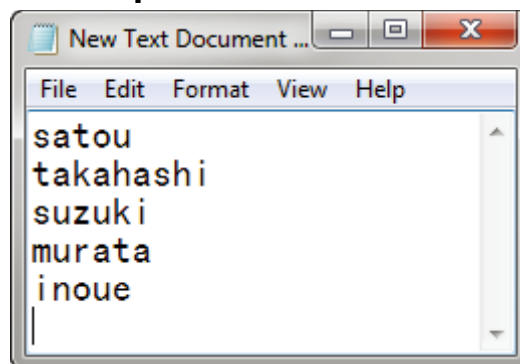 New Text Document ...
File Edit Format View Help
satou
takahashi
suzuki
murata
inoue